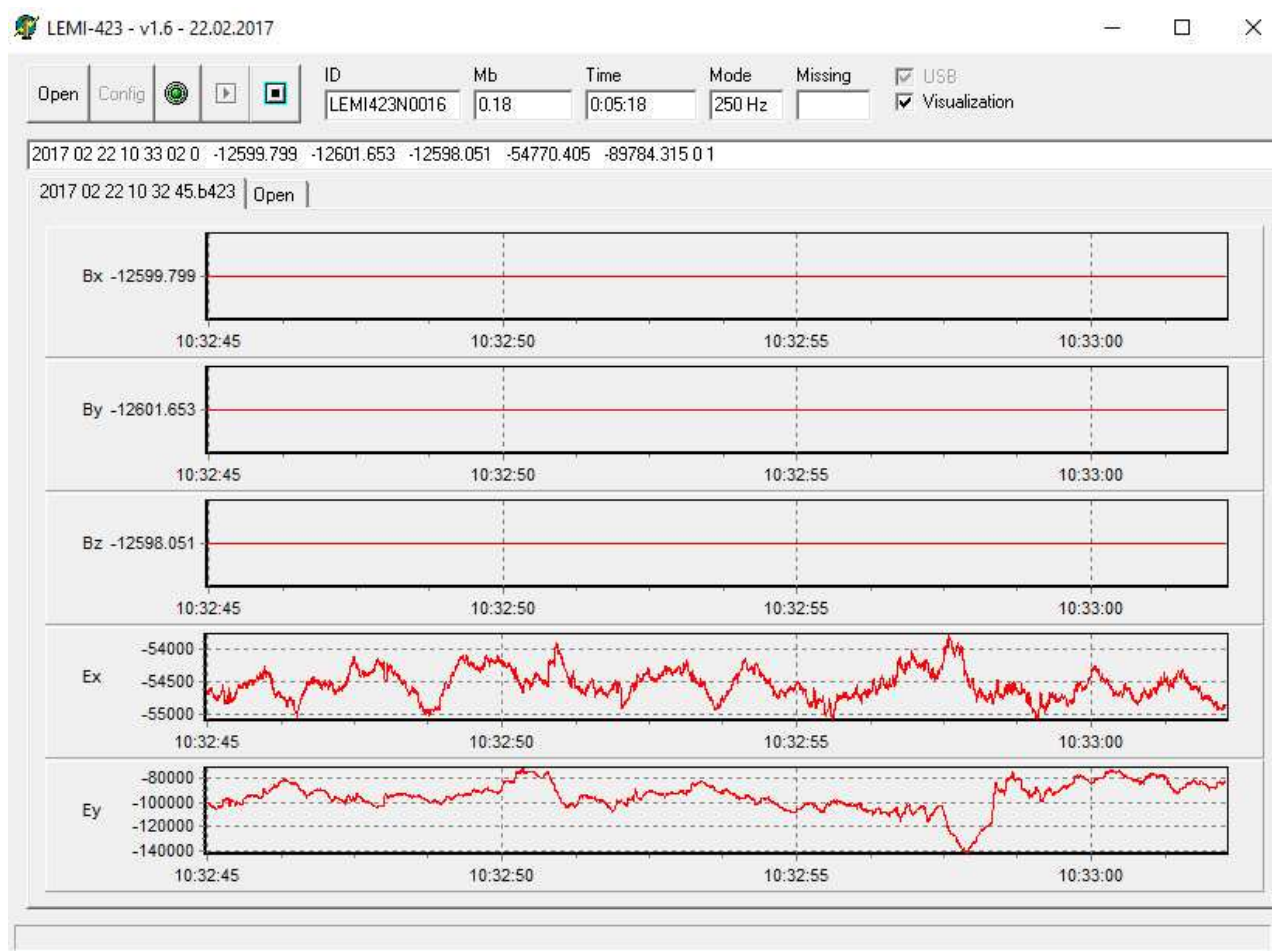 LEMI-423 - v1.6 - 22.02.2017
ID Mb Time Mode Missing USB
Open Config LEMI423N0016 0.18 0:05:18 250 Hz Visualization
2017 02 22 10 33 02 0 -12599.799 -12601.653 -12598.051 -54770.405 -89784.315 0 1
2017 02 22 10 32 45.b423 Open
Bx -12599.799
10:32:45 10:32:50 10:32:55 10:33:00
By -12601.653
10:32:45 10:32:50 10:32:55 10:33:00
Bz -12598.051
10:32:45 10:32:50 10:32:55 10:33:00
-54000
Ex -54500
-55000
10:32:45 10:32:50 10:32:55 10:33:00
-80000
Ey -100000
-120000
-140000
10:32:45 10:32:50 10:32:55 10:33:00